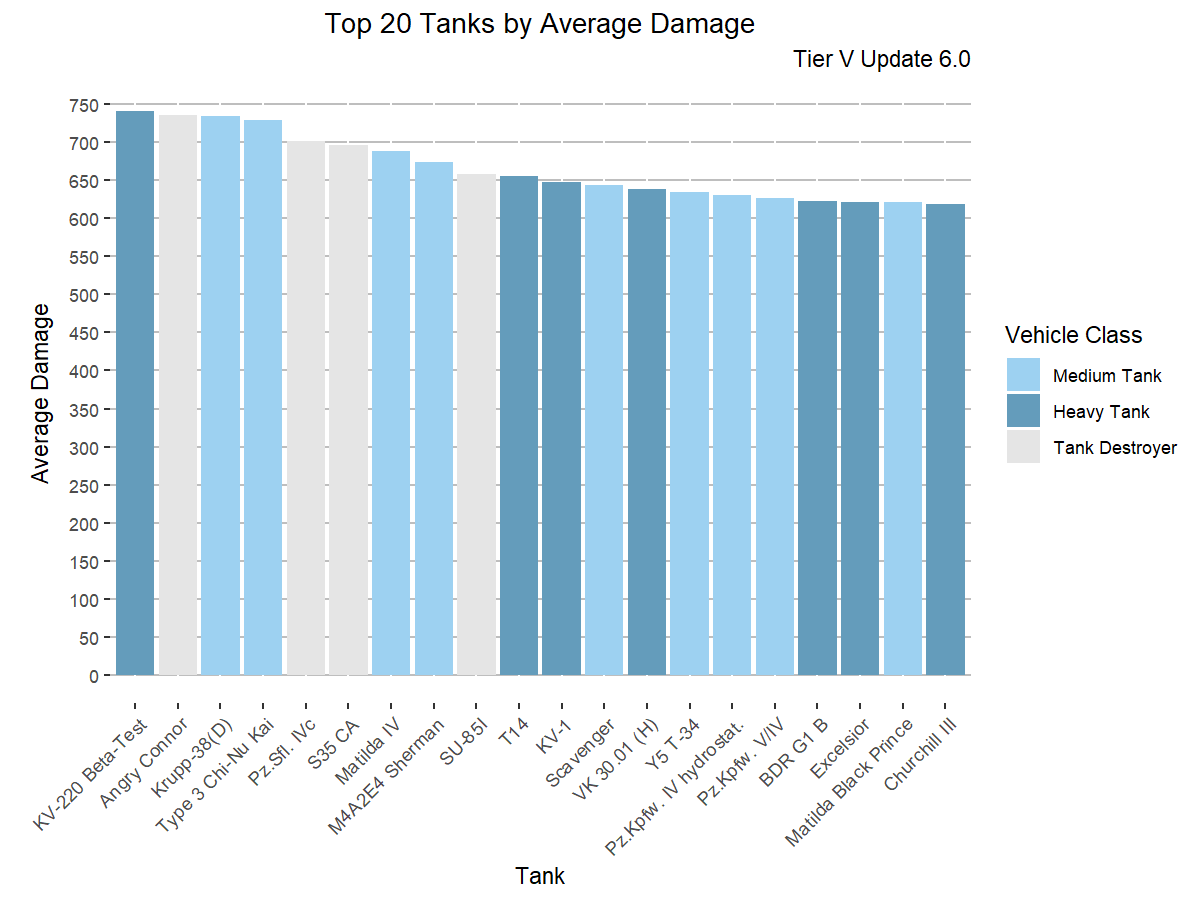 Top 20 Tanks by Average Damage
Tier V Update 6.0
Average Damage
750
700
650
600
550
500
450
400
350
300
250
200
150
100
50
0
KV-220 Beta-Test
Angry Connor
Krupp-38(D)
Type 3 Chi-Nu Kai
Pz.Sfl. IVc
S35 CA
Matilda IV
M4A2E4 Sherman
SU-85I
T14
KV-1
Scavenger
VK 30.01 (H)
Y5 T-34
Pz.Kpfw. IV hydrostat.
Pz.Kpfw. V/IV
BDR G1 B
Excelsior
Matilda Black Prince
Churchill III
Tank
Vehicle Class
Medium Tank
Heavy Tank
Tank Destroyer